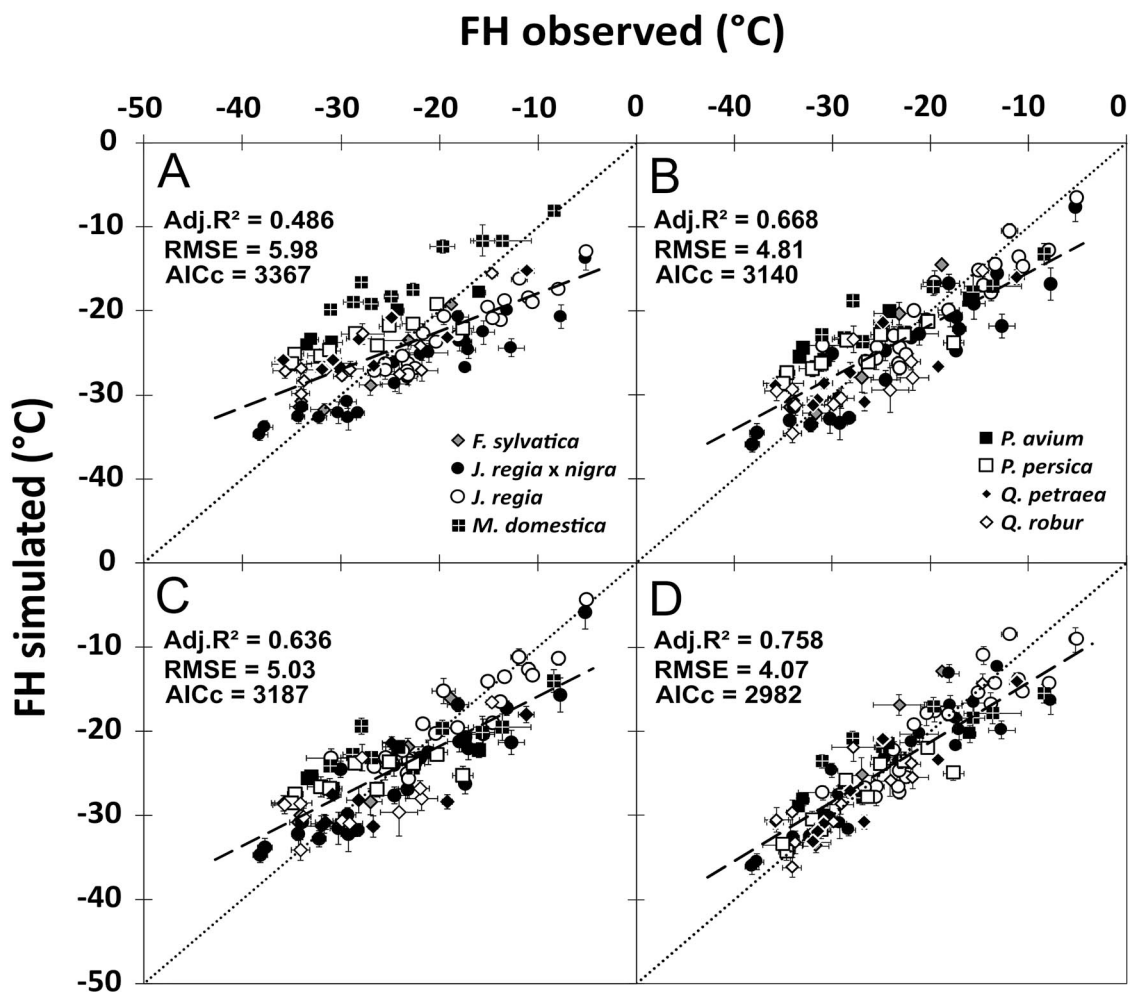 FH observed (°C)
-50 -40 -30 -20 -10 0 -30 -20 -10 0
0
-10
-20
-30
-40
0
-10
-20
-30
-40
-50
FH simulated (°C)
A
Adj.R² = 0.486
RMSE = 5.98
AICc = 3367
F. sylvatica
J. regia x nigra
J. regia
M. domestica
B
Adj.R² = 0.668
RMSE = 4.81
AICc = 3140
P. avium
P. persica
Q. petraea
Q. robur
C
Adj.R² = 0.636
RMSE = 5.03
AICc = 3187
D
Adj.R² = 0.758
RMSE = 4.07
AICc = 2982